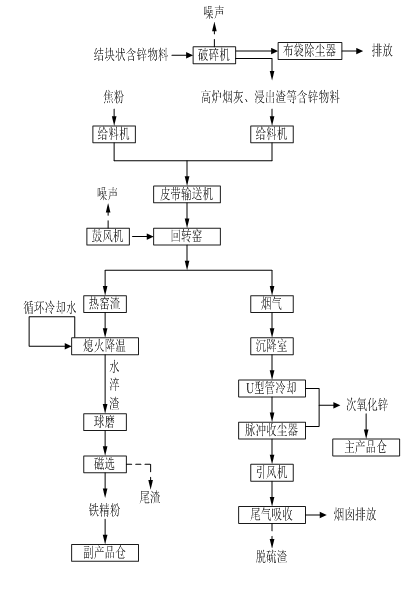 噪声
结块状含锌物料
破碎机
布袋除尘器
排放
焦粉
高炉烟灰、浸出渣等含锌物料
给料机
给料机
噪声
皮带输送机
鼓风机
回转窑
热窑渣
烟气
循环冷却水
熄火降温
沉降室
水
淬
渣
U型管冷却
次氧化锌
球磨
脉冲收尘器
主产品仓
磁选
引风机
尾渣
铁精粉
尾气吸收
烟囱排放
副产品仓
脱硫渣